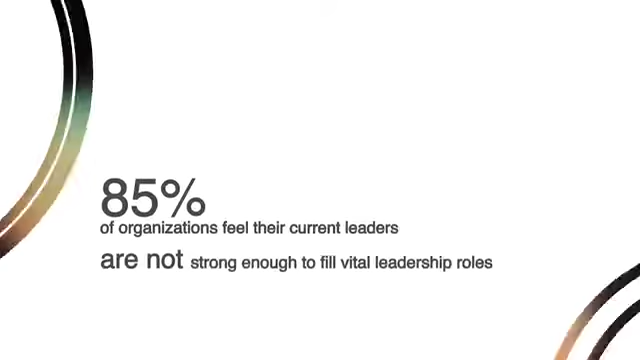 85%
of organizations feel their current leaders
are not strong enough to fill vital leadership roles